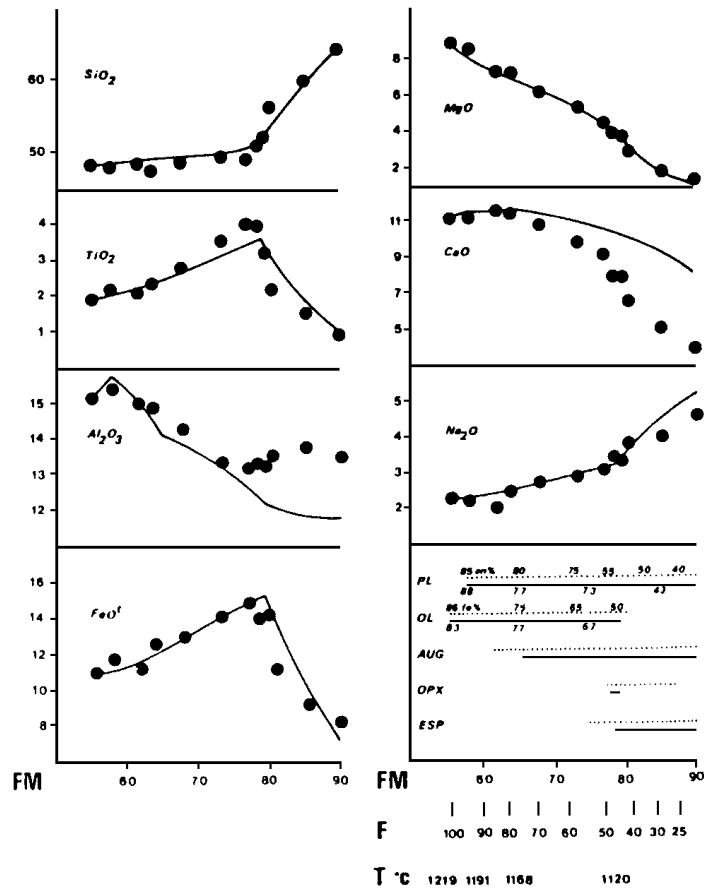 SiO2
60
50
TiO2
4
3
2
1
Al2O3
15
14
13
12
FeOt
16
14
12
10
8
FM
60
70
80
90
MgO
8
6
4
2
CaO
11
9
7
5
Na2O
5
4
3
2
PL
85 an% 80 75 55 50 40
88 77 73 43
OL
86 fo% 75 65 50
83 77 67
AUG
OPX
ESP
FM
60 70 80 90
F
100 90 80 70 60 50 40 30 25
T °c 1219 1191 1168 1120